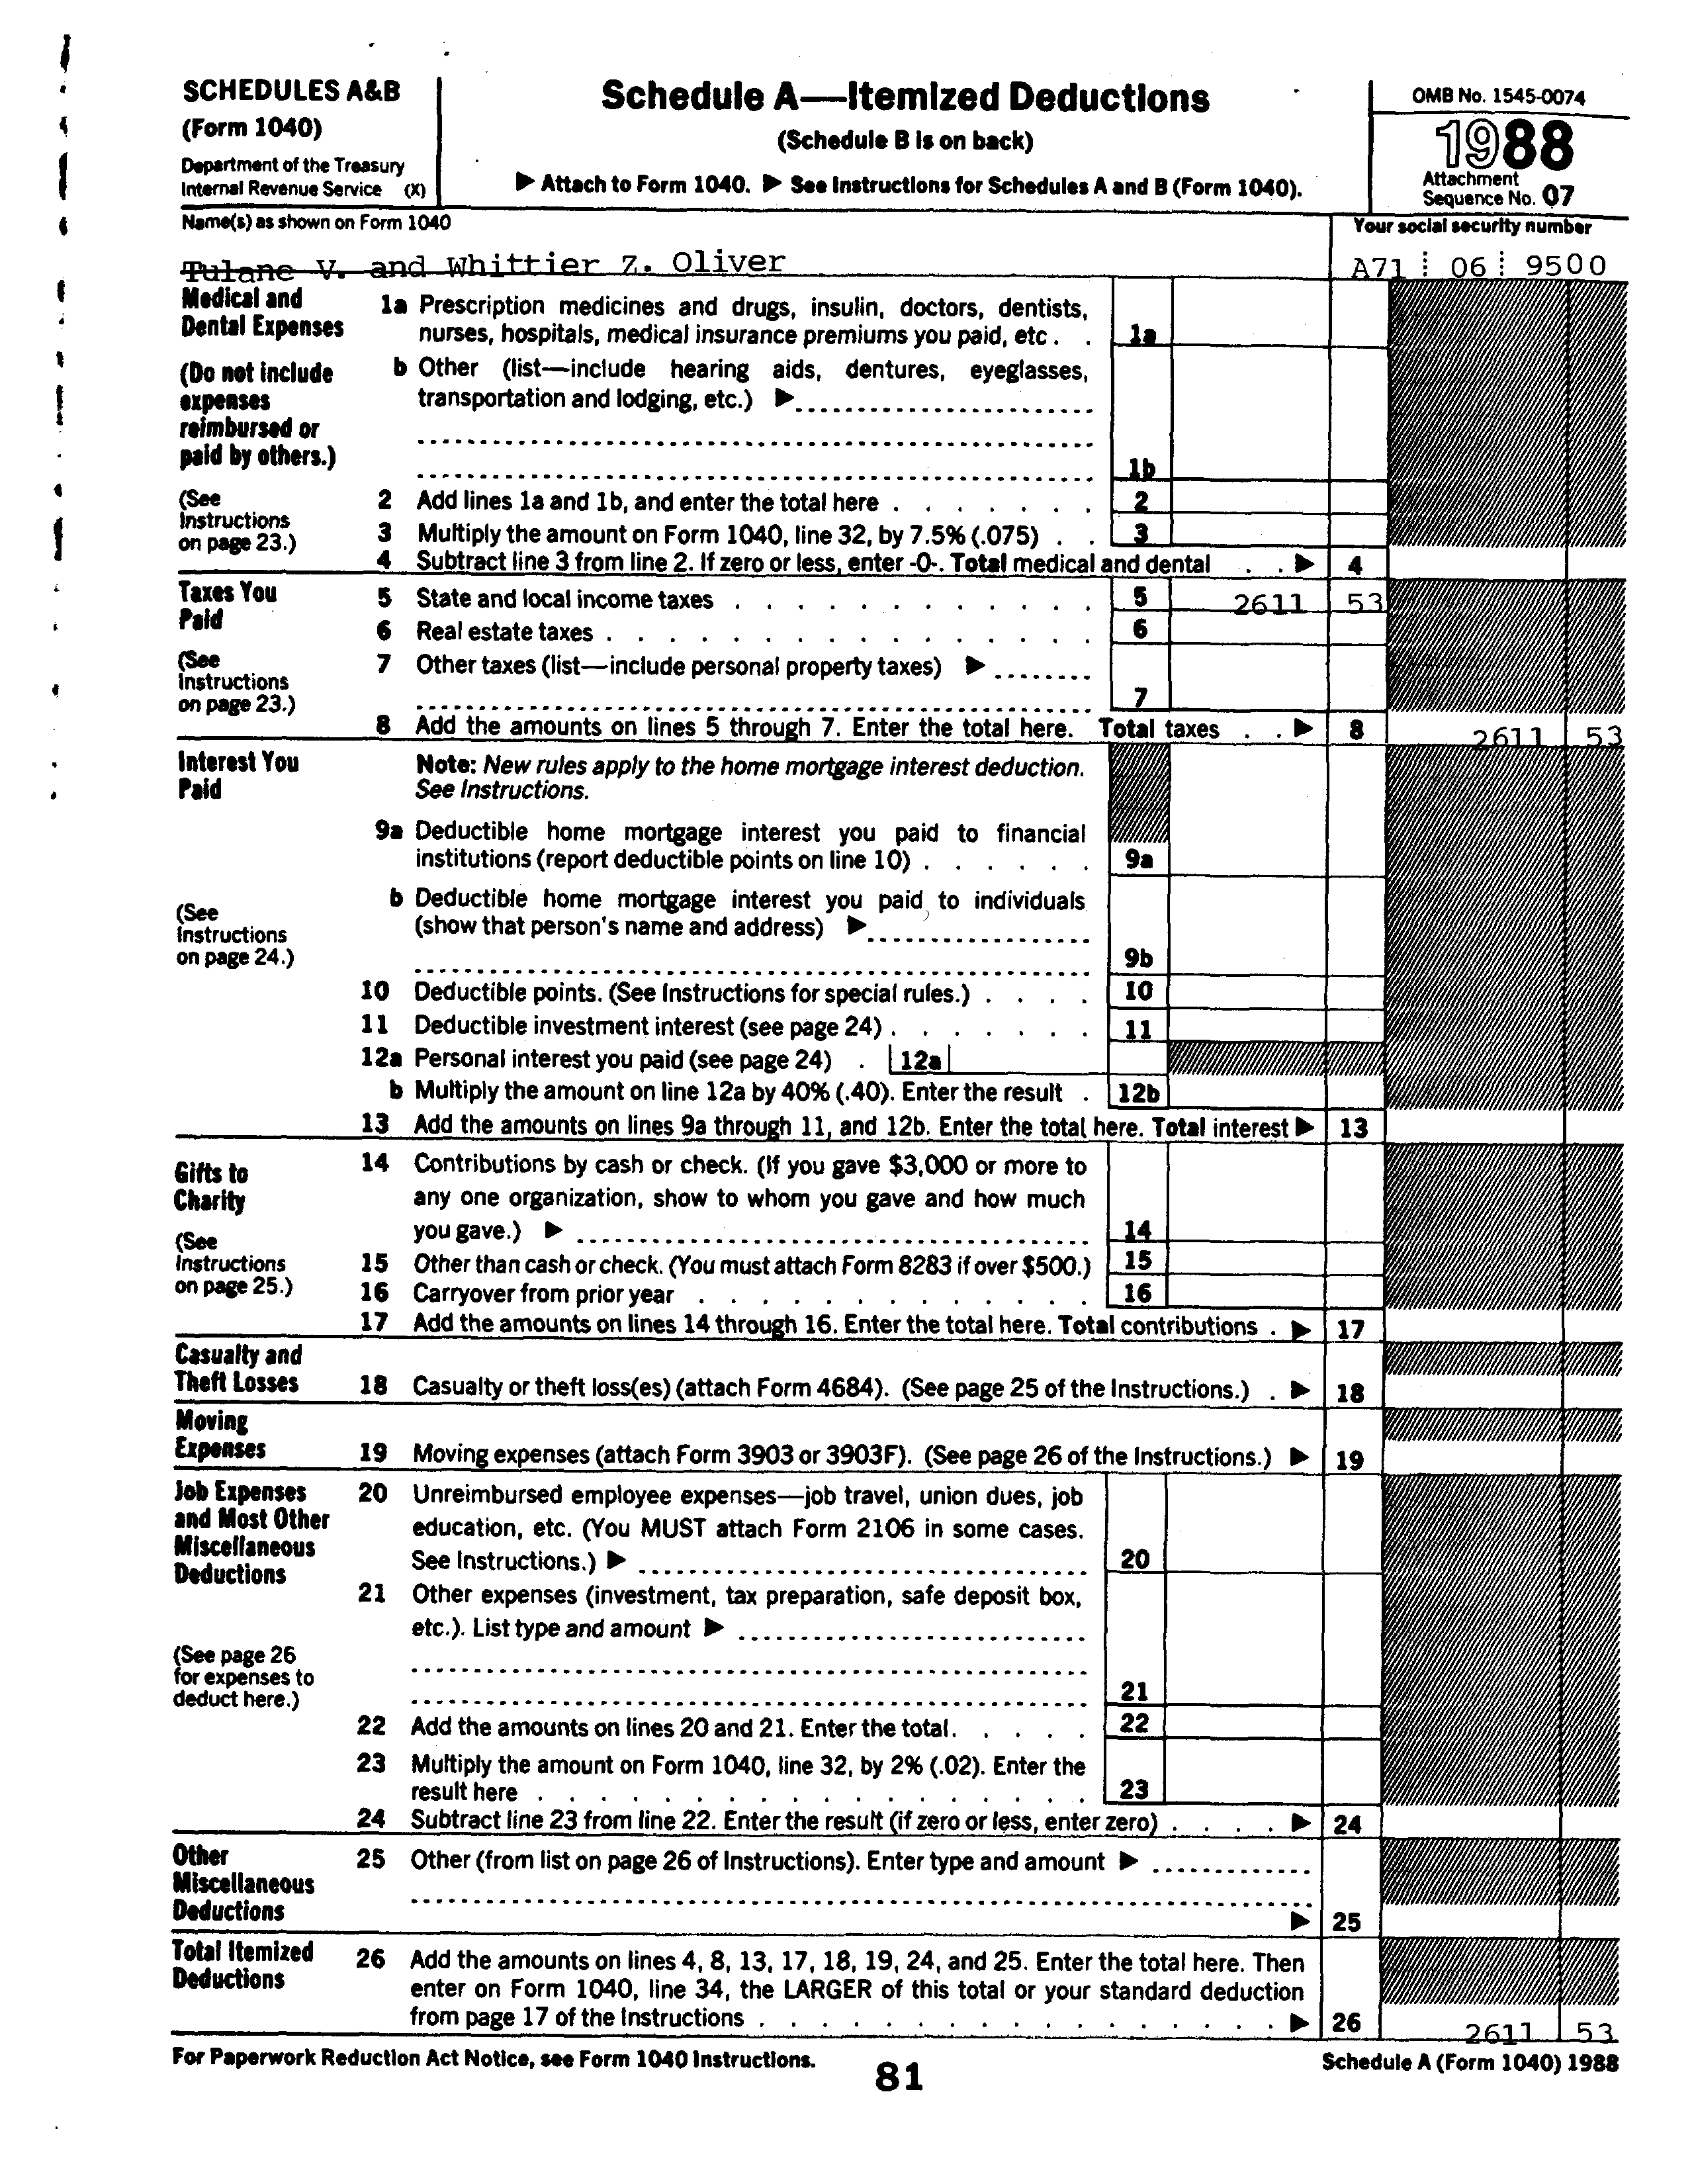 SCHEDULES A&B
(Form 1040)
Department of the Treasury
Internal Revenue Service (X)
Schedule A—Itemized Deductions
(Schedule B is on back)
▶ Attach to Form 1040. ▶ See Instructions for Schedules A and B (Form 1040).
OMB No. 1545-0074
1988
Attachment
Sequence No. 07
Name(s) as shown on Form 1040
Your social security number
Tulane V. and Whittier Z. Oliver
A71 06 9500
Medical and
Dental Expenses
(Do not include
expenses
reimbursed or
paid by others.)
(See
Instructions
on page 23.)
1a Prescription medicines and drugs, insulin, doctors, dentists,
nurses, hospitals, medical insurance premiums you paid, etc . . 1a
b Other (list—include hearing aids, dentures, eyeglasses,
transportation and lodging, etc.) ▶
1b
2 Add lines 1a and 1b, and enter the total here . . . . . . . 2
3 Multiply the amount on Form 1040, line 32, by 7.5% (.075) . . 3
4 Subtract line 3 from line 2. If zero or less, enter -0-. Total medical and dental . . ▶ 4
Taxes You
Paid
(See
Instructions
on page 23.)
5 State and local income taxes . . . . . . . . . . . . 5 2611 53
6 Real estate taxes . . . . . . . . . . . . . . . . 6
7 Other taxes (list—include personal property taxes) ▶
7
8 Add the amounts on lines 5 through 7. Enter the total here. Total taxes . . ▶ 8 2611 53
Interest You
Paid
(See
Instructions
on page 24.)
Note: New rules apply to the home mortgage interest deduction.
See Instructions.
9a Deductible home mortgage interest you paid to financial
institutions (report deductible points on line 10) . . . . . . 9a
b Deductible home mortgage interest you paid to individuals
(show that person's name and address) ▶
9b
10 Deductible points. (See Instructions for special rules.) . . . . 10
11 Deductible investment interest (see page 24) . . . . . . . 11
12a Personal interest you paid (see page 24) . 12a
b Multiply the amount on line 12a by 40% (.40). Enter the result . 12b
13 Add the amounts on lines 9a through 11, and 12b. Enter the total here. Total interest ▶ 13
Gifts to
Charity
(See
Instructions
on page 25.)
14 Contributions by cash or check. (If you gave $3,000 or more to
any one organization, show to whom you gave and how much
you gave.) ▶ 14
15 Other than cash or check. (You must attach Form 8283 if over $500.) 15
16 Carryover from prior year . . . . . . . . . . . . . 16
17 Add the amounts on lines 14 through 16. Enter the total here. Total contributions . ▶ 17
Casualty and
Theft Losses
18 Casualty or theft loss(es) (attach Form 4684). (See page 25 of the Instructions.) . ▶ 18
Moving
Expenses
19 Moving expenses (attach Form 3903 or 3903F). (See page 26 of the Instructions.) ▶ 19
Job Expenses
and Most Other
Miscellaneous
Deductions
(See page 26
for expenses to
deduct here.)
20 Unreimbursed employee expenses—job travel, union dues, job
education, etc. (You MUST attach Form 2106 in some cases.
See Instructions.) ▶ 20
21 Other expenses (investment, tax preparation, safe deposit box,
etc.). List type and amount ▶
21
22 Add the amounts on lines 20 and 21. Enter the total. . . . . 22
23 Multiply the amount on Form 1040, line 32, by 2% (.02). Enter the
result here . . . . . . . . . . . . . . . . . . 23
24 Subtract line 23 from line 22. Enter the result (if zero or less, enter zero) . . . . ▶ 24
Other
Miscellaneous
Deductions
25 Other (from list on page 26 of Instructions). Enter type and amount ▶
▶ 25
Total Itemized
Deductions
26 Add the amounts on lines 4, 8, 13, 17, 18, 19, 24, and 25. Enter the total here. Then
enter on Form 1040, line 34, the LARGER of this total or your standard deduction
from page 17 of the Instructions . . . . . . . . . . . . . . . . . ▶ 26 2611 53
For Paperwork Reduction Act Notice, see Form 1040 Instructions.
Schedule A (Form 1040) 1988
81